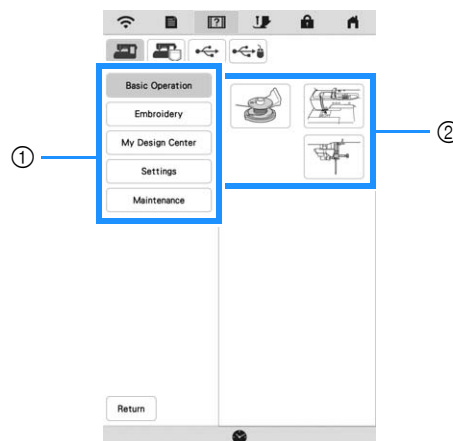 ?
Basic Operation
Embroidery
①
My Design Center
②
Settings
Maintenance
Return